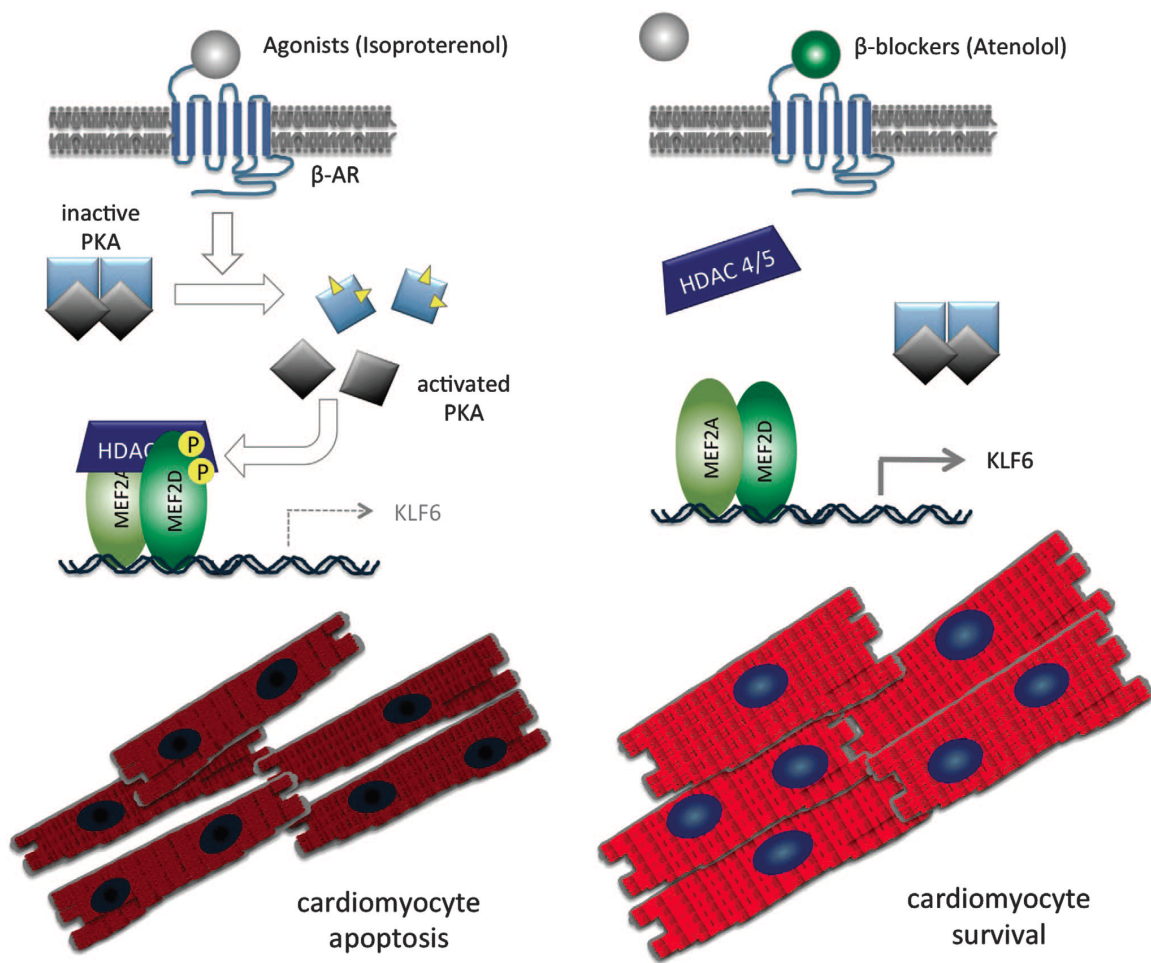 Agonists (Isoproterenol)
β-AR
inactive
PKA
activated
PKA
HDAC
P
P
MEF2A
MEF2D
KLF6
cardiomyocyte
apoptosis
β-blockers (Atenolol)
HDAC 4/5
MEF2A
MEF2D
KLF6
cardiomyocyte
survival